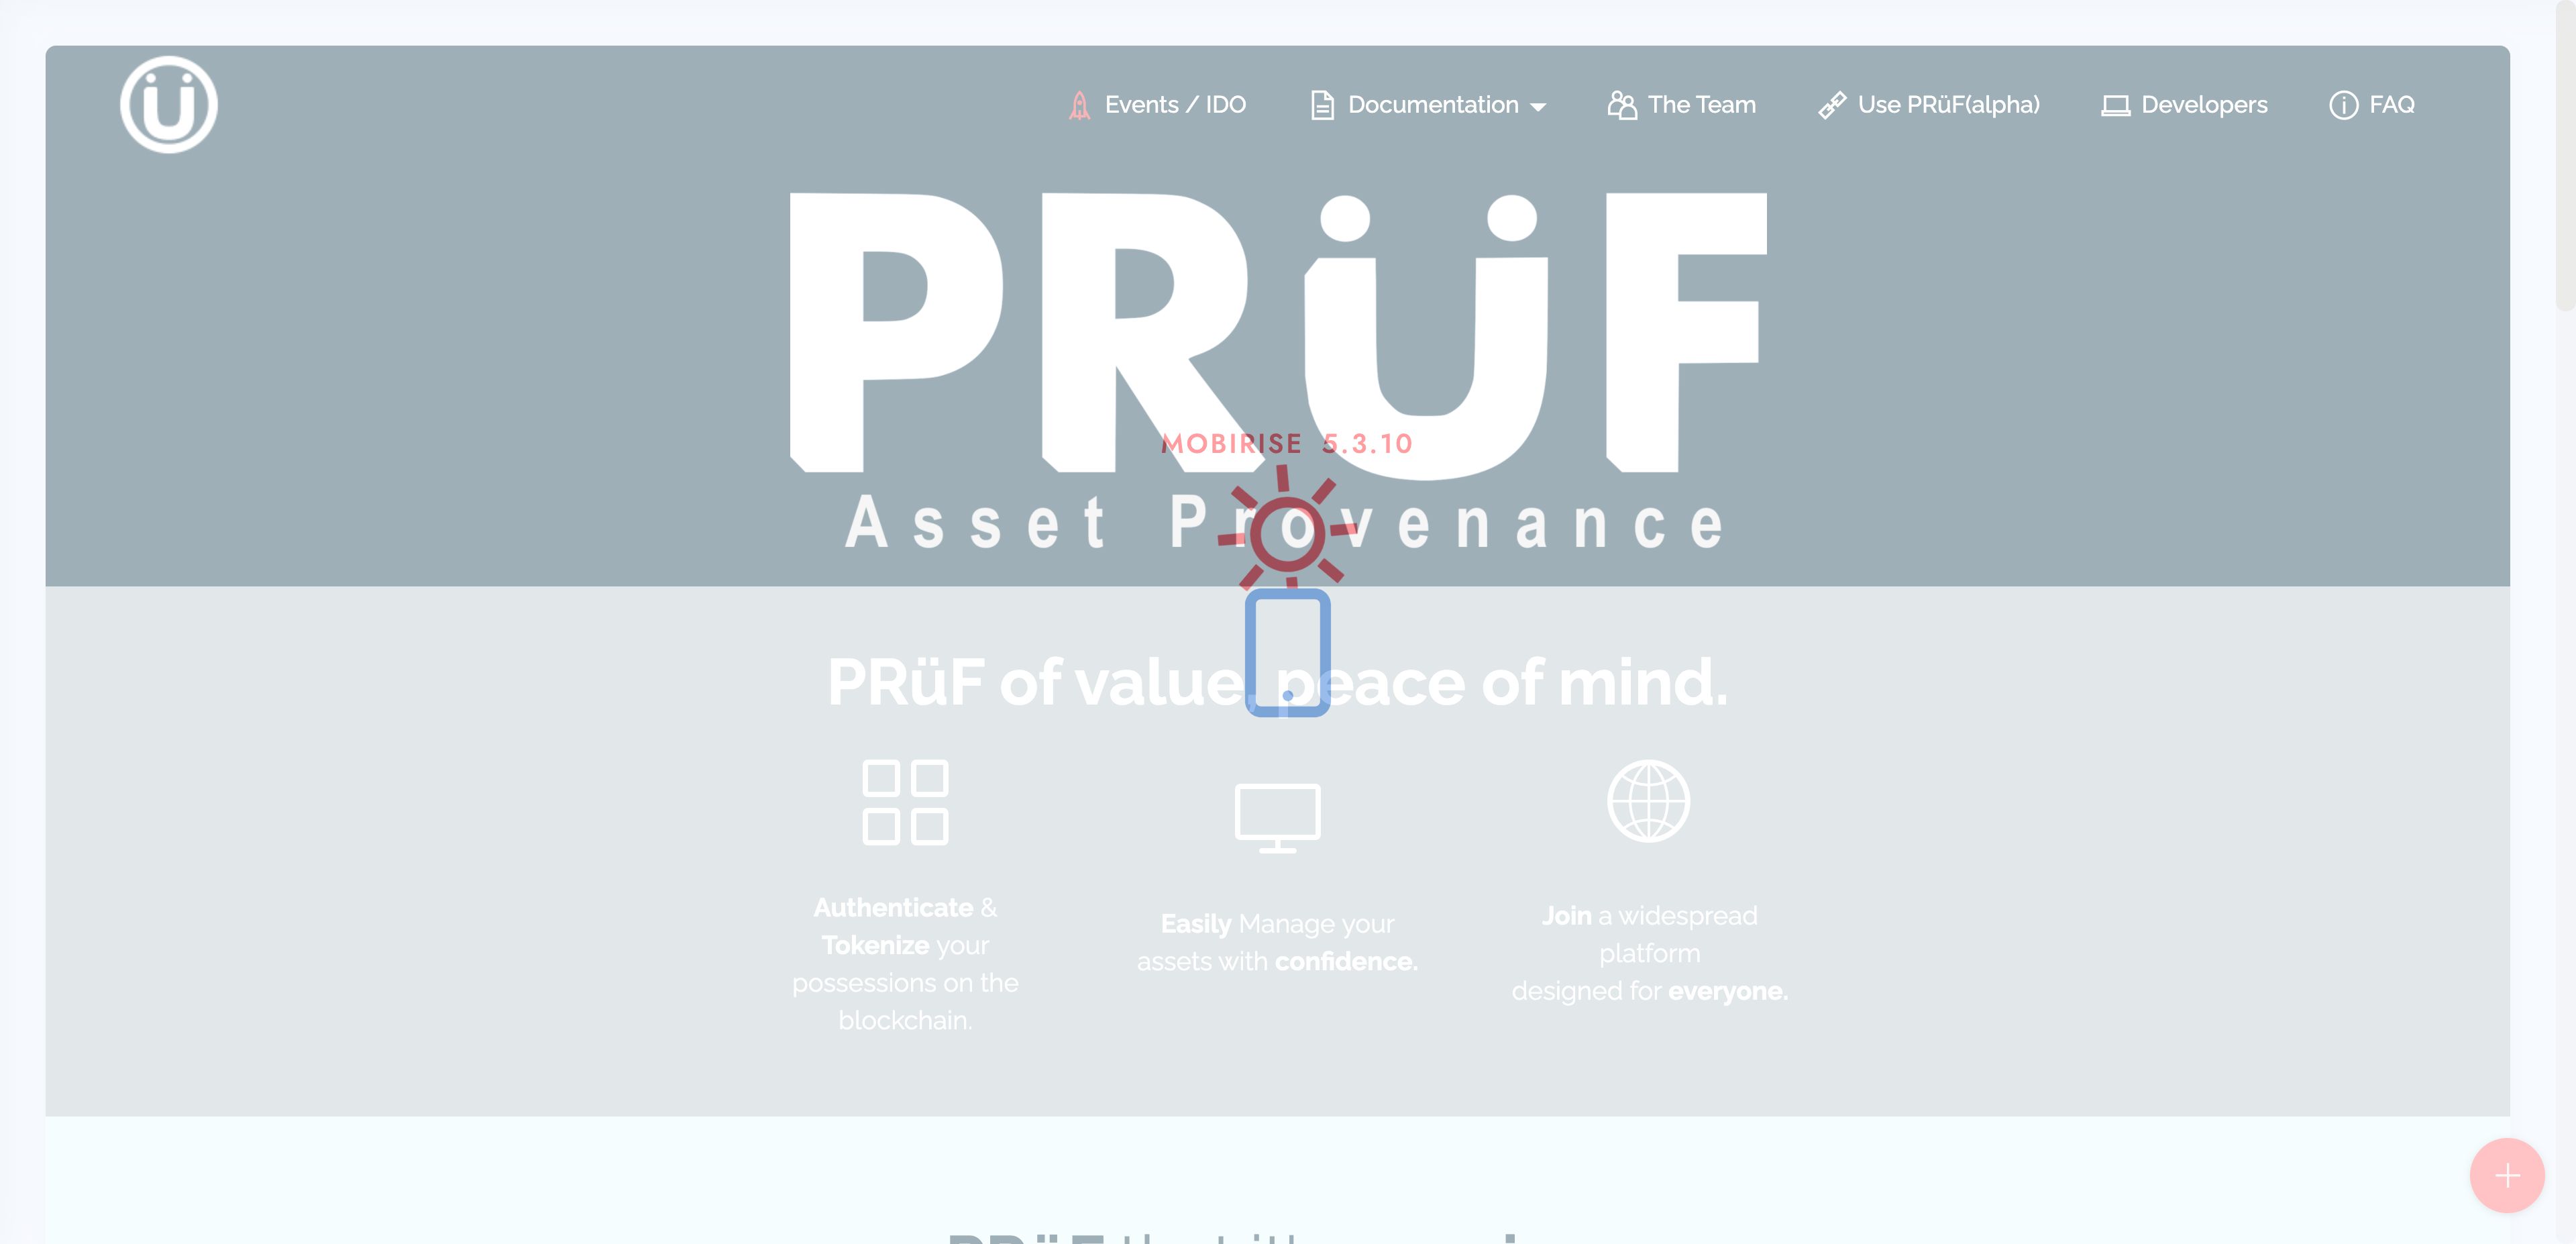 Ü
Events / IDO
Documentation
The Team
Use PRüF(alpha)
Developers
FAQ
PRüF
MOBIRISE 5.3.10
Asset Provenance
PRüF of value, peace of mind.
Authenticate &
Tokenize your
possessions on the
blockchain.
Easily Manage your
assets with confidence.
Join a widespread
platform
designed for everyone.
PRüF